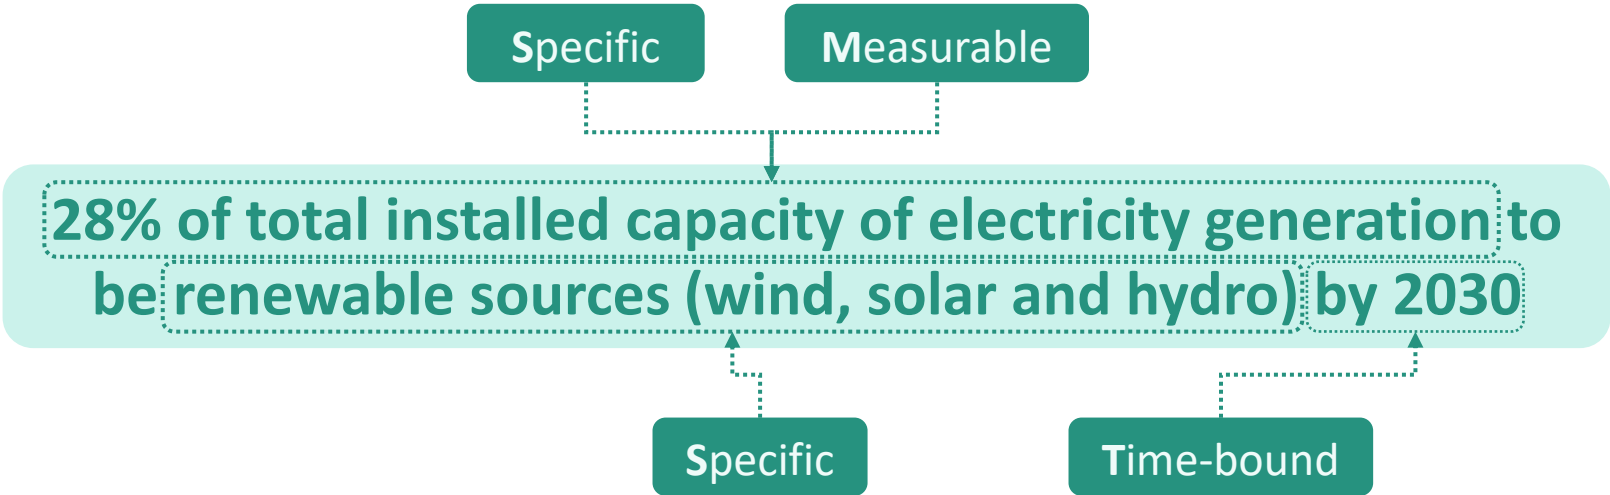 Specific
Measurable
28% of total installed capacity of electricity generation to
be renewable sources (wind, solar and hydro) by 2030
Specific
Time-bound